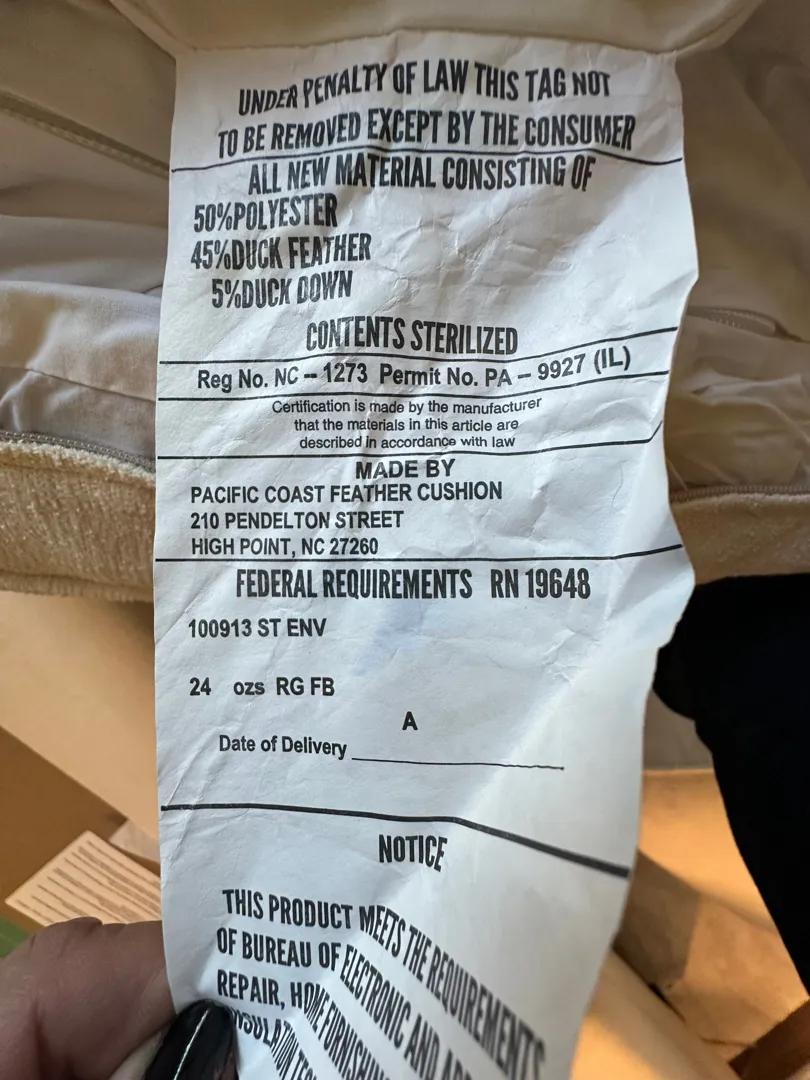 UNDER PENALTY OF LAW THIS TAG NOT
TO BE REMOVED EXCEPT BY THE CONSUMER
ALL NEW MATERIAL CONSISTING OF
50%POLYESTER
45%DUCK FEATHER
5%DUCK DOWN
CONTENTS STERILIZED
Reg No. NC – 1273 Permit No. PA – 9927 (IL)
Certification is made by the manufacturer
that the materials in this article are
described in accordance with law
MADE BY
PACIFIC COAST FEATHER CUSHION
210 PENDELTON STREET
HIGH POINT, NC 27260
FEDERAL REQUIREMENTS RN 19648
100913 ST ENV
24 ozs RG FB
A
Date of Delivery
NOTICE
THIS PRODUCT MEETS THE REQUIREMENTS
OF BUREAU OF ELECTRONIC AND
REPAIR, HOME